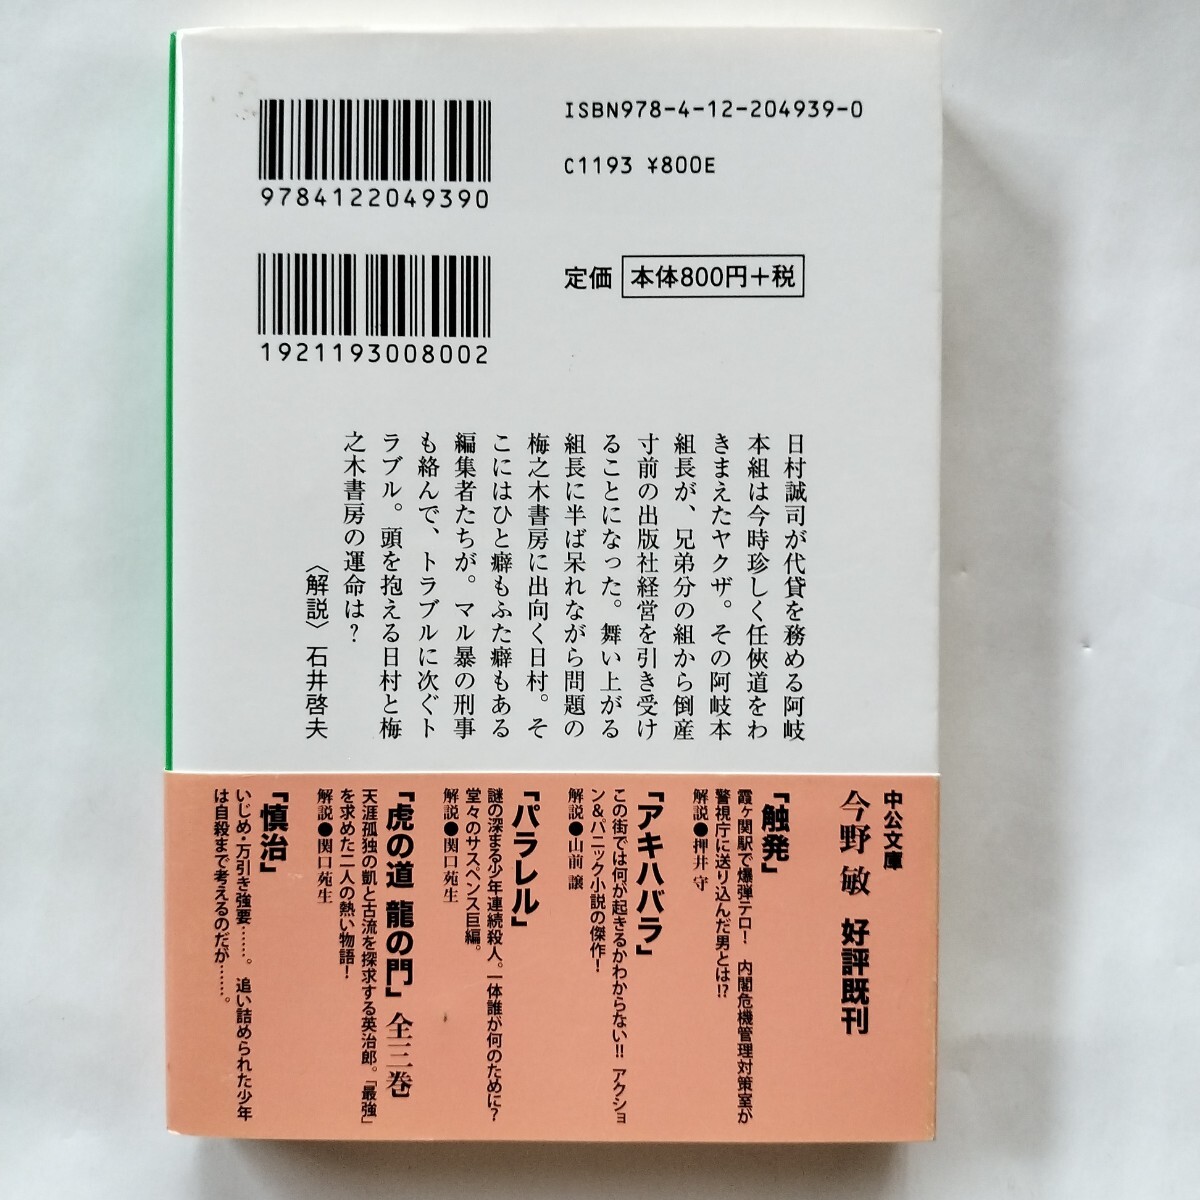 ISBN978-4-12-204939-0
C1193 ¥800E
9784122049390
定価 本体800円+税
1921193008002
日村誠司が代貸を務める阿岐
本組は今時珍しく任俠道をわ
きまえたヤクザ。その阿岐本
組長が、兄弟分の組から倒産
寸前の出版社経営を引き受け
ることになった。舞い上がる
組長に半ば呆れながら問題の
梅之木書房に出向く日村。そ
こにはひと癖もふた癖もある
編集者たちが。マル暴の刑事
も絡んで、トラブルに次ぐト
ラブル。頭を抱える日村と梅
之木書房の運命は?
〈解説〉石井啓夫
中公文庫
今野 敏 好評既刊
「触発」
霞ヶ関駅で爆弾テロ! 内閣危機管理対策室が
警視庁に送り込んだ男とは!?
解説●押井 守
「アキハバラ」
この街では何が起きるかわからない!! アクショ
ン&パニック小説の傑作!
解説●山前 譲
「パラレル」
謎の深まる少年連続殺人。一体誰が何のために?
堂々のサスペンス巨編。
解説●関口苑生
「虎の道 龍の門」全三巻
天涯孤独の凱と古流を探求する英治郎。「最強」
を求めた二人の熱い物語!
解説●関口苑生
「慎治」
いじめ・万引き強要……。追い詰められた少年
は自殺まで考えるのだが……。